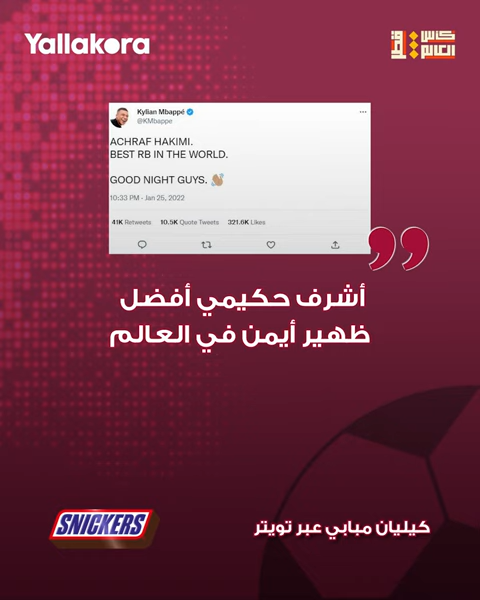 Yallakora
كأس
العالم
Kylian Mbappé
@KMbappe
ACHRAF HAKIMI.
BEST RB IN THE WORLD.
GOOD NIGHT GUYS. 👋🏽
10:33 PM · Jan 25, 2022
41K Retweets 10.5K Quote Tweets 321.6K Likes
”
أشرف حكيمي أفضل
ظهير أيمن في العالم
SNICKERS
كيليان مبابي عبر تويتر